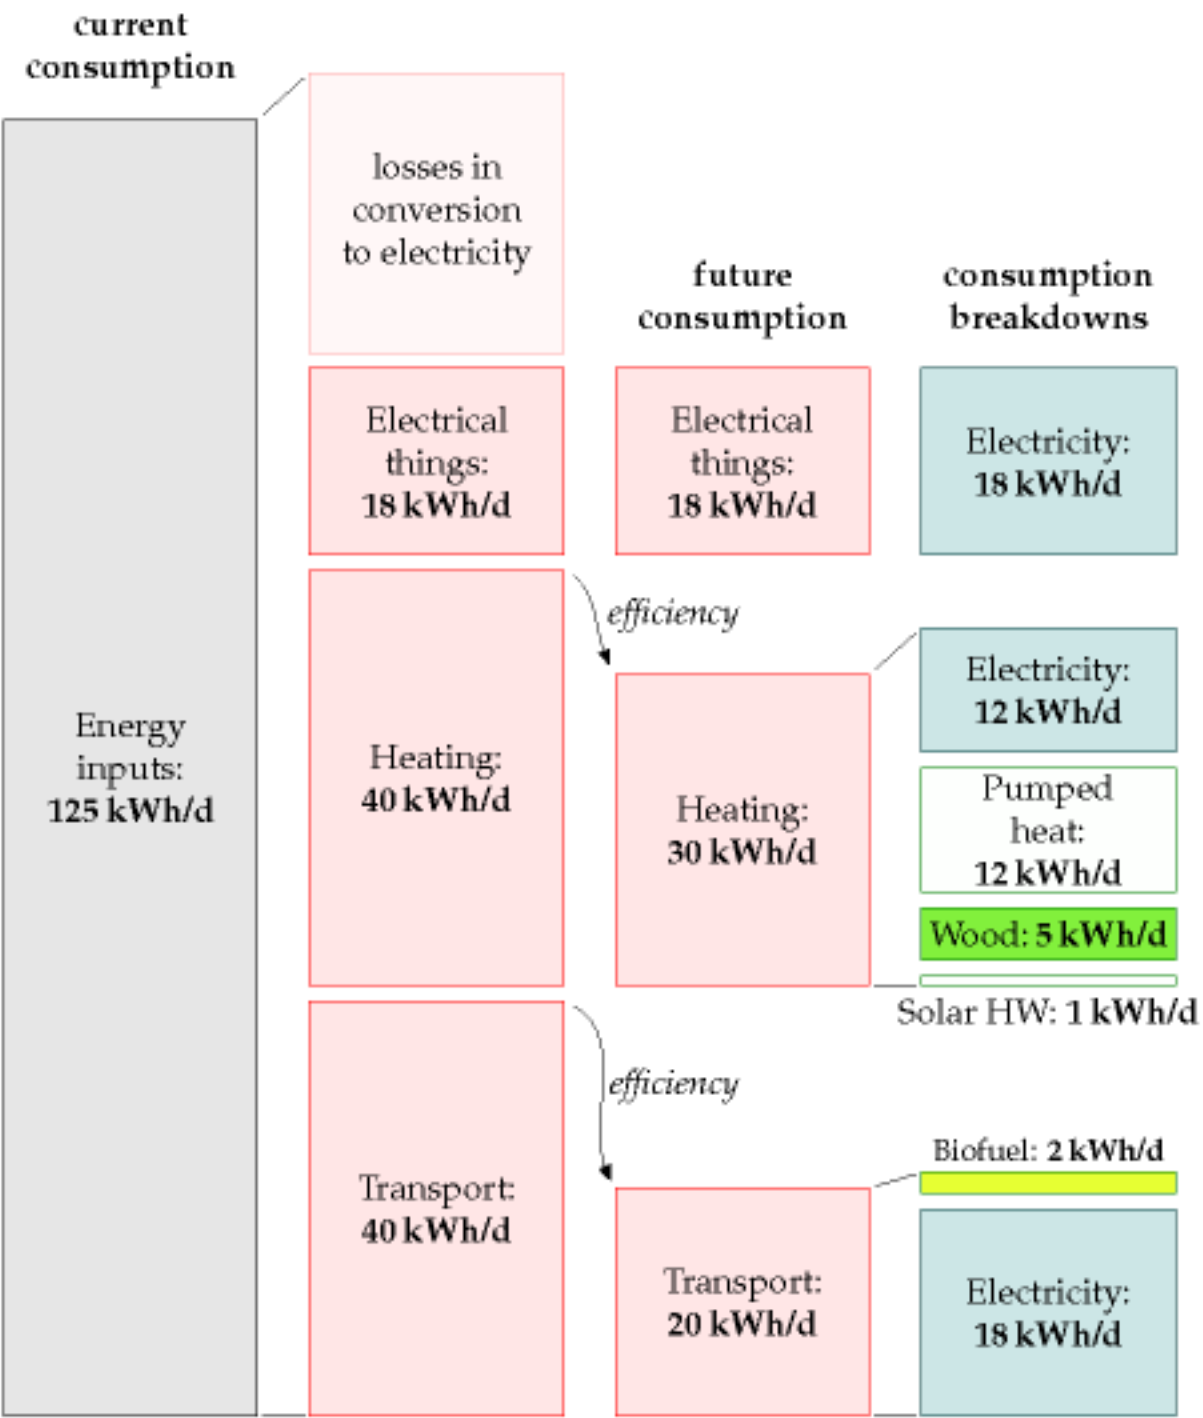 current
consumption
Energy
inputs:
125 kWh/d
losses in
conversion
to electricity
Electrical
things:
18 kWh/d
Heating:
40 kWh/d
Transport:
40 kWh/d
efficiency
efficiency
future
consumption
Electrical
things:
18 kWh/d
Heating:
30 kWh/d
Transport:
20 kWh/d
consumption
breakdowns
Electricity:
18 kWh/d
Electricity:
12 kWh/d
Pumped
heat:
12 kWh/d
Wood: 5 kWh/d
Solar HW: 1 kWh/d
Biofuel: 2 kWh/d
Electricity:
18 kWh/d